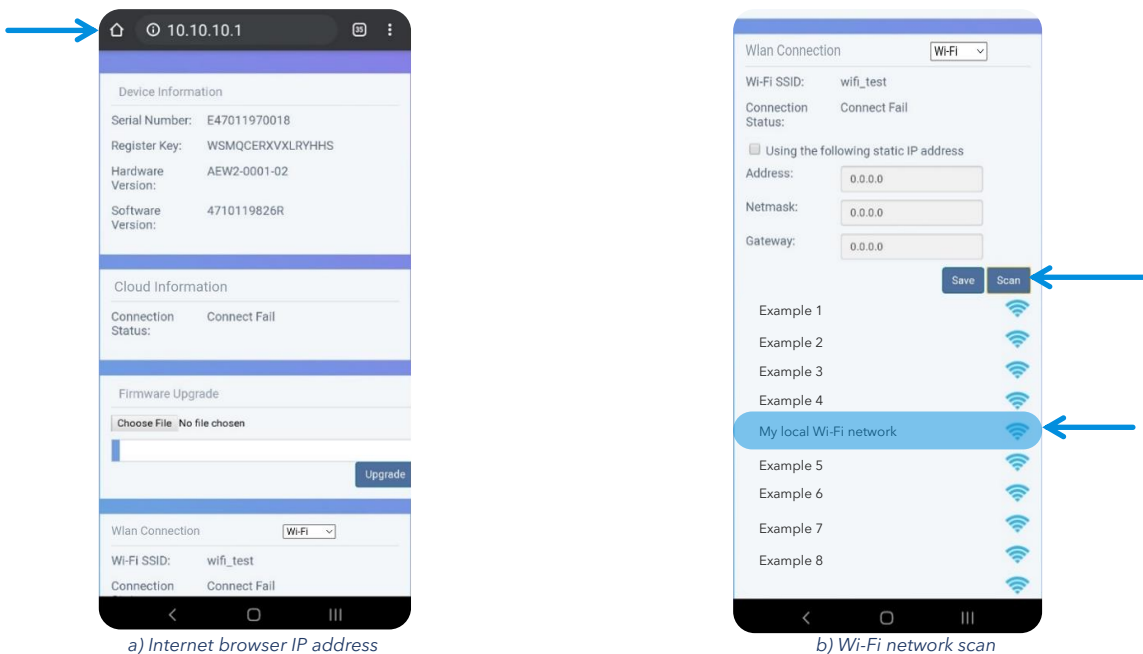 10.10.10.1
35
Device Information
Serial Number: E47011970018
Register Key: WSMQCERXVXLRYHHS
Hardware Version: AEW2-0001-02
Software Version: 4710119826R
Cloud Information
Connection Status: Connect Fail
Firmware Upgrade
Choose File No file chosen
Upgrade
Wlan Connection Wi-Fi
Wi-Fi SSID: wifi_test
Connection Connect Fail
a) Internet browser IP address
Wlan Connection Wi-Fi
Wi-Fi SSID: wifi_test
Connection Status: Connect Fail
Using the following static IP address
Address: 0.0.0.0
Netmask: 0.0.0.0
Gateway: 0.0.0.0
Save Scan
Example 1
Example 2
Example 3
Example 4
My local Wi-Fi network
Example 5
Example 6
Example 7
Example 8
b) Wi-Fi network scan